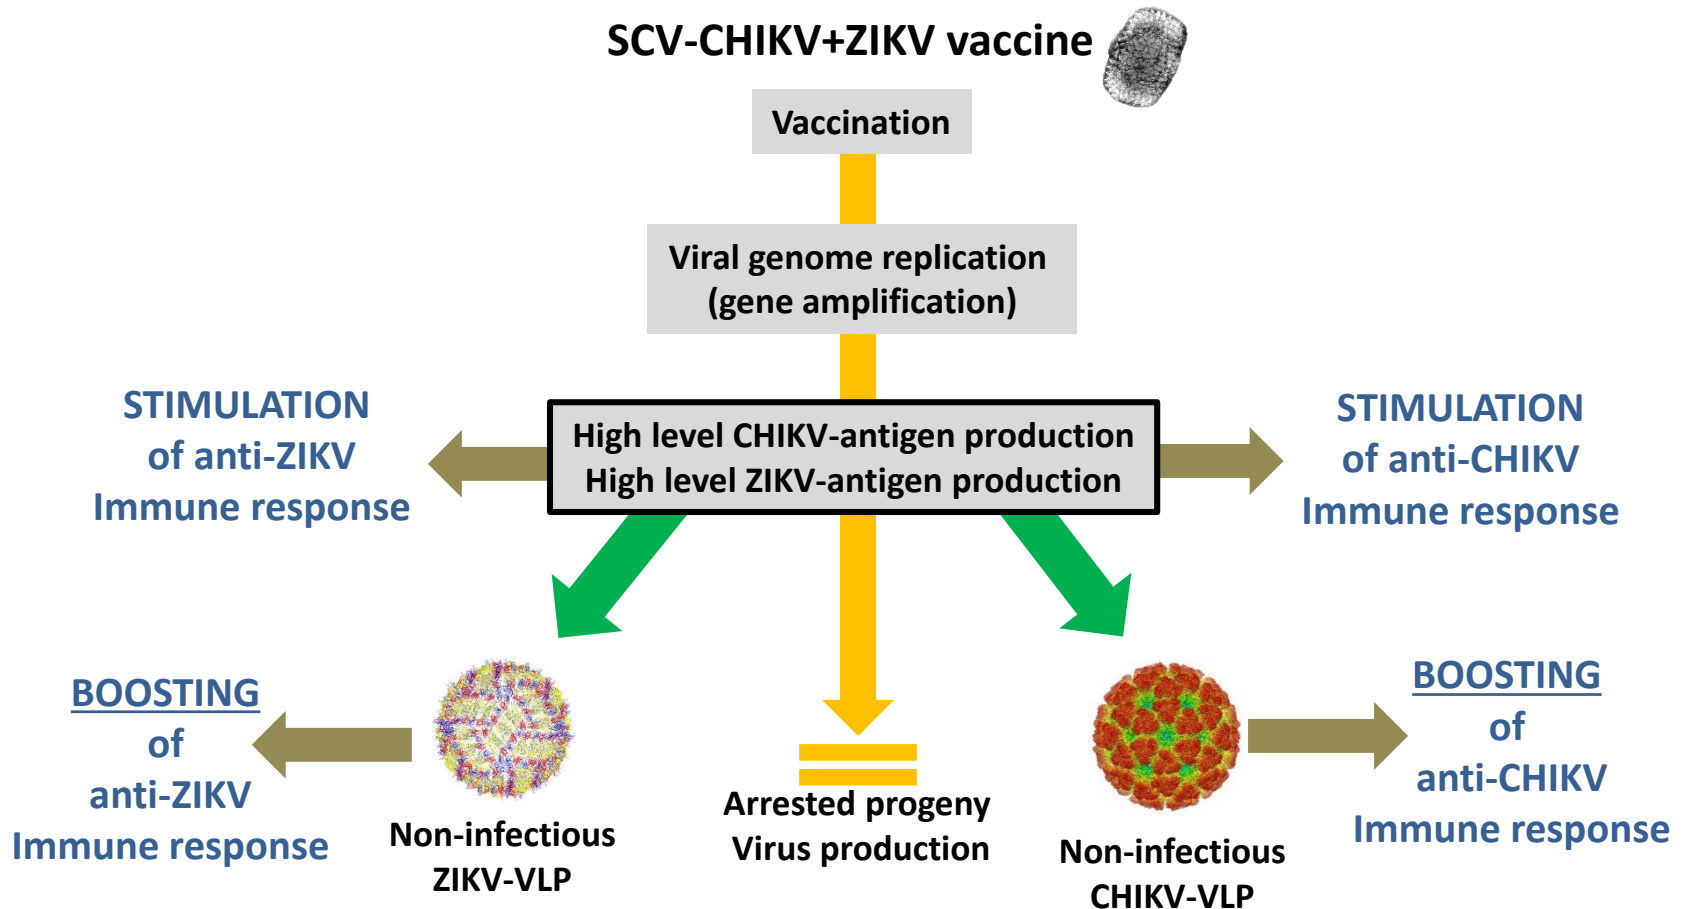 SCV-CHIKV+ZIKV vaccine
Vaccination
Viral genome replication
(gene amplification)
High level CHIKV-antigen production
High level ZIKV-antigen production
STIMULATION
of anti-ZIKV
Immune response
STIMULATION
of anti-CHIKV
Immune response
BOOSTING
of
anti-ZIKV
Immune response
Non-infectious
ZIKV-VLP
Arrested progeny
Virus production
Non-infectious
CHIKV-VLP
BOOSTING
of
anti-CHIKV
Immune response